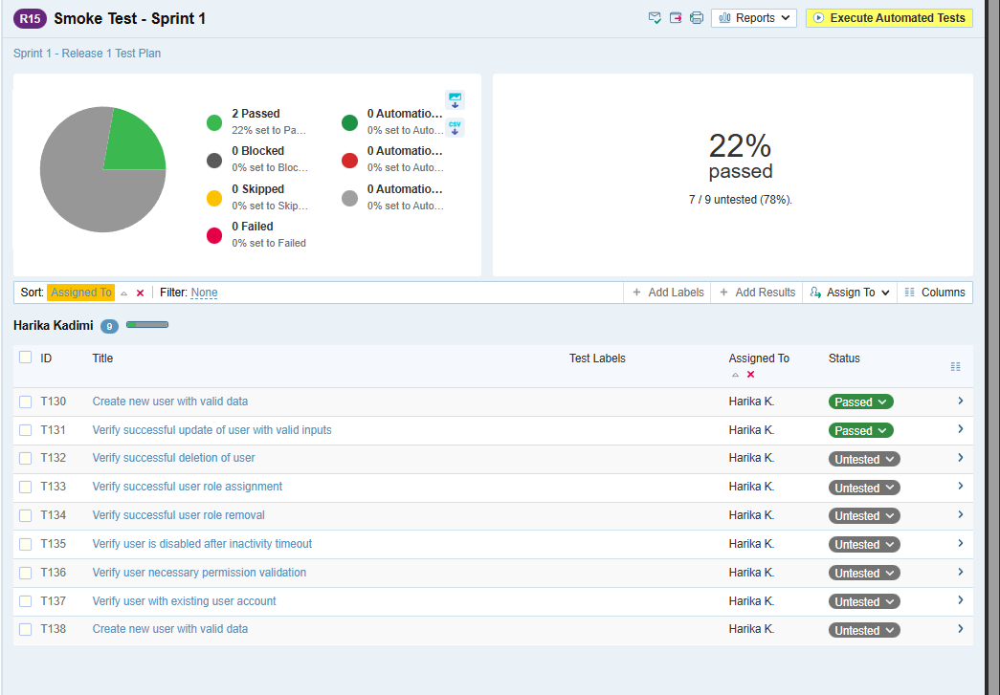 R15 Smoke Test - Sprint 1 Reports Execute Automated Tests
Sprint 1 - Release 1 Test Plan
2 Passed
22% set to Pa...
0 Blocked
0% set to Bloc...
0 Skipped
0% set to Skip...
0 Failed
0% set to Failed
0 Automatio...
0% set to Auto...
0 Automatio...
0% set to Auto...
0 Automatio...
0% set to Auto...
CSV
22%
passed
7 / 9 untested (78%).
Sort: Assigned To Filter: None + Add Labels + Add Results Assign To Columns
Harika Kadimi 9
ID Title Test Labels Assigned To Status
T130 Create new user with valid data Harika K. Passed
T131 Verify successful update of user with valid inputs Harika K. Passed
T132 Verify successful deletion of user Harika K. Untested
T133 Verify successful user role assignment Harika K. Untested
T134 Verify successful user role removal Harika K. Untested
T135 Verify user is disabled after inactivity timeout Harika K. Untested
T136 Verify user necessary permission validation Harika K. Untested
T137 Verify user with existing user account Harika K. Untested
T138 Create new user with valid data Harika K. Untested